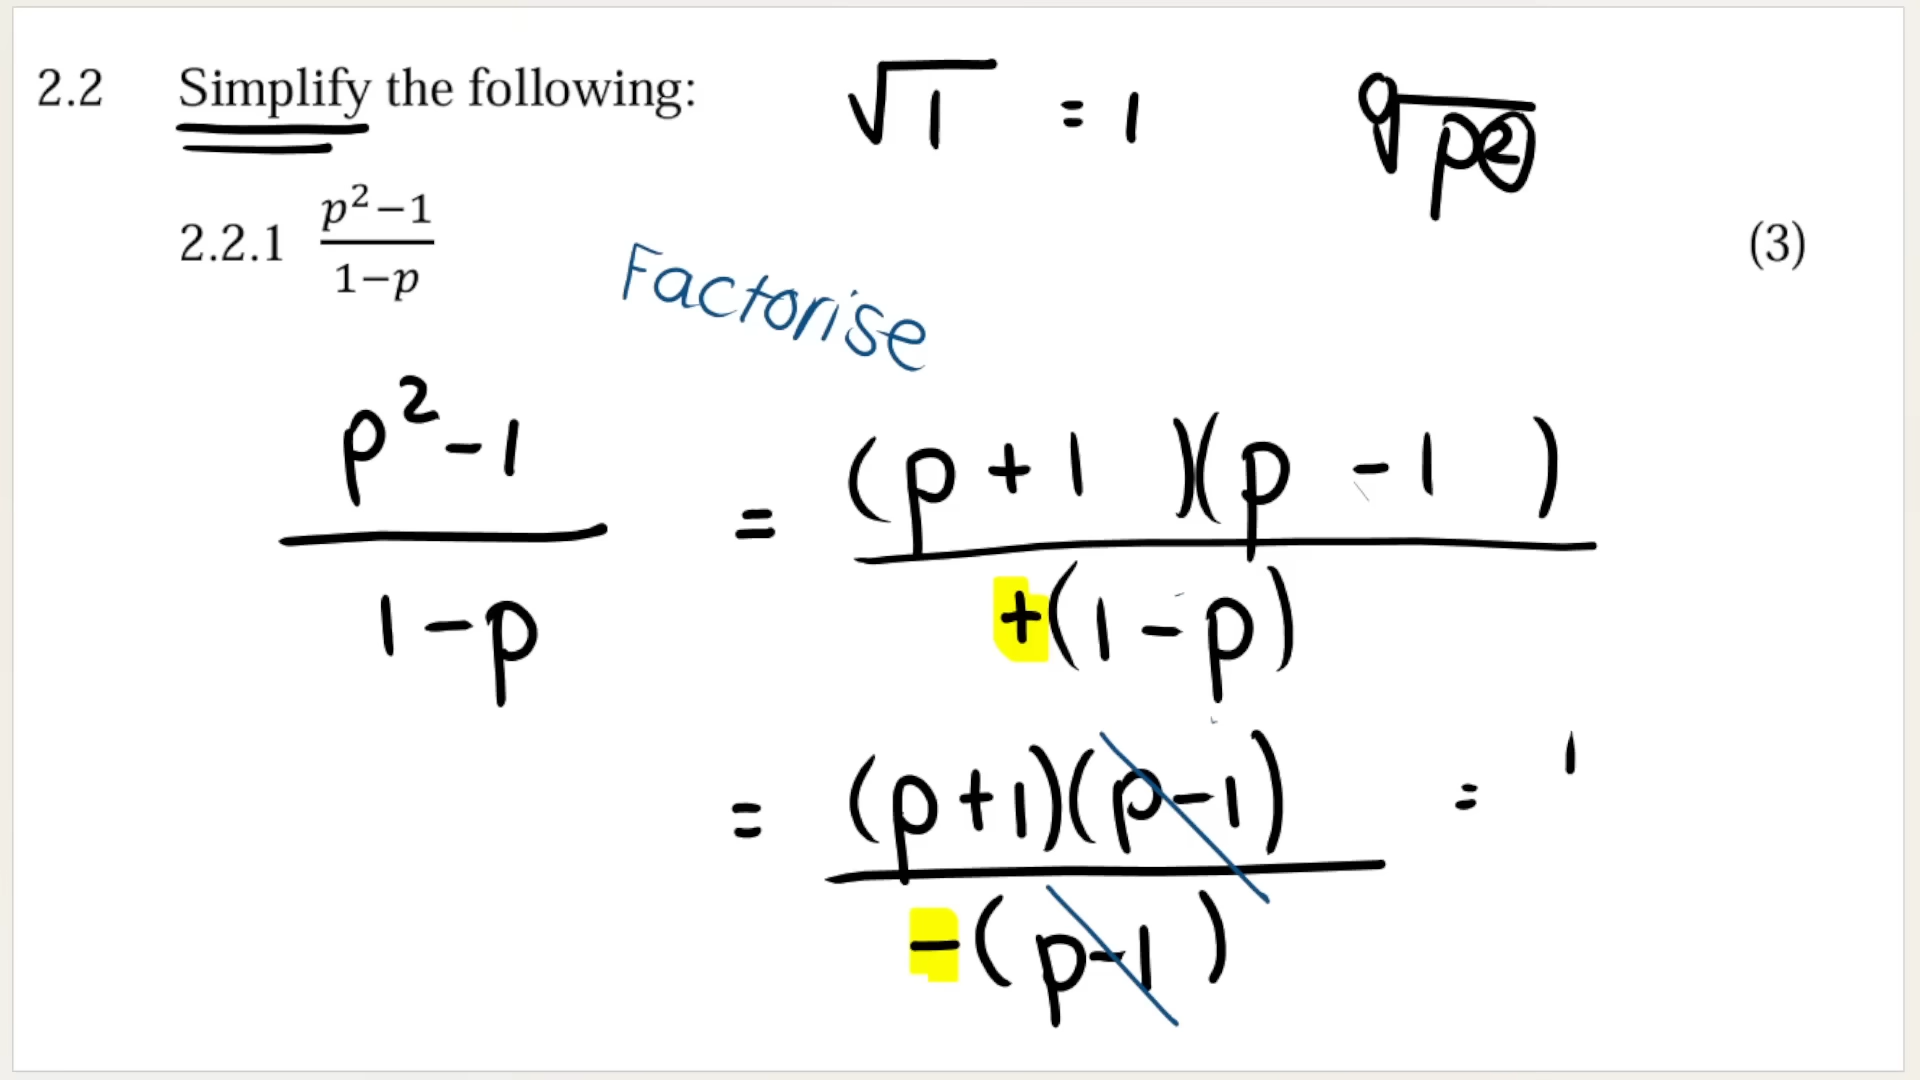 2.2 Simplify the following: √1 = 1 √p²
2.2.1 p²−1/1−p (3)
Factorise
p²-1/1-p = (p+1)(p-1)/+(1-p)
= (p+1)(p-1)/-(p-1) =